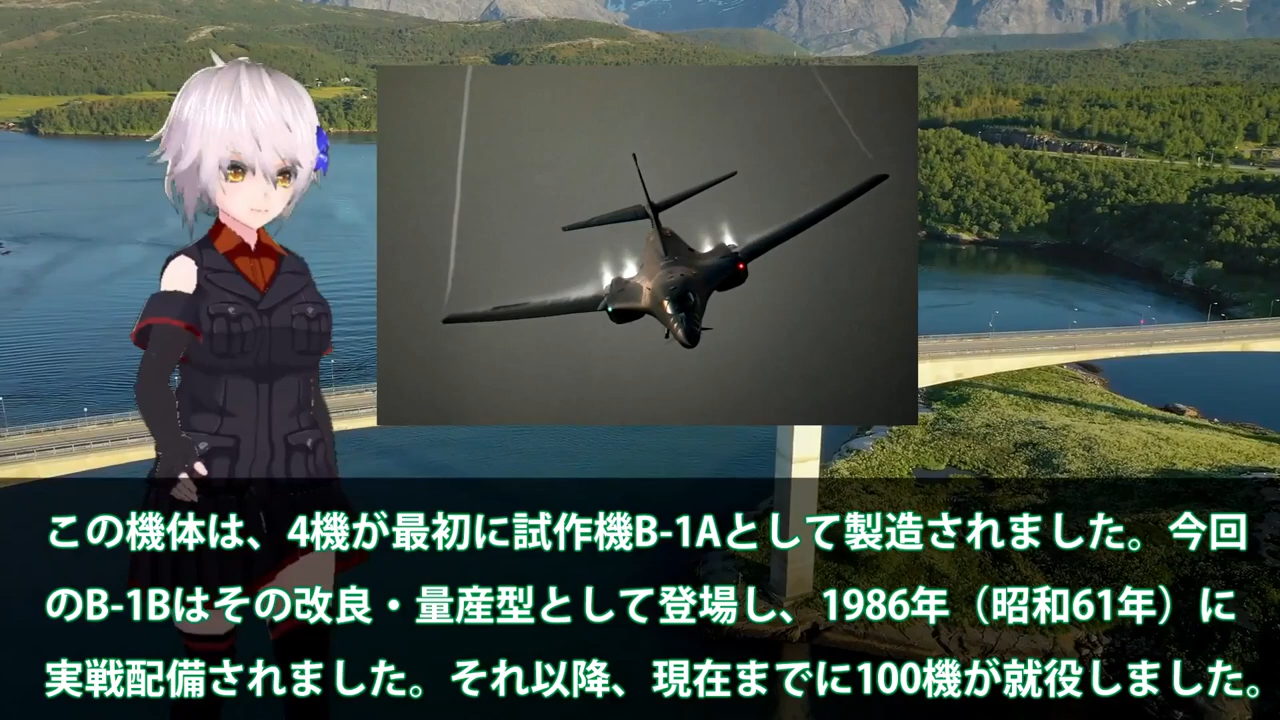 この機体は、4機が最初に試作機B-1Aとして製造されました。今回
のB-1Bはその改良・量産型として登場し、1986年（昭和61年）に
実戦配備されました。それ以降、現在までに100機が就役しました。